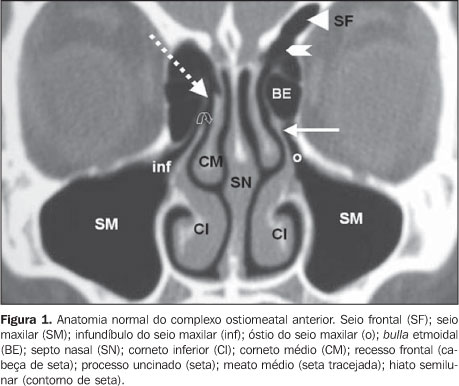 SF
BE
inf
CM
o
SN
SM
SM
CI
CI
Figura 1. Anatomia normal do complexo ostiomeatal anterior. Seio frontal (SF); seio
maxilar (SM); infundíbulo do seio maxilar (inf); óstio do seio maxilar (o); bulla etmoidal
(BE); septo nasal (SN); corneto inferior (CI); corneto médio (CM); recesso frontal (ca-
beça de seta); processo uncinado (seta); meato médio (seta tracejada); hiato semilu-
nar (contorno de seta).